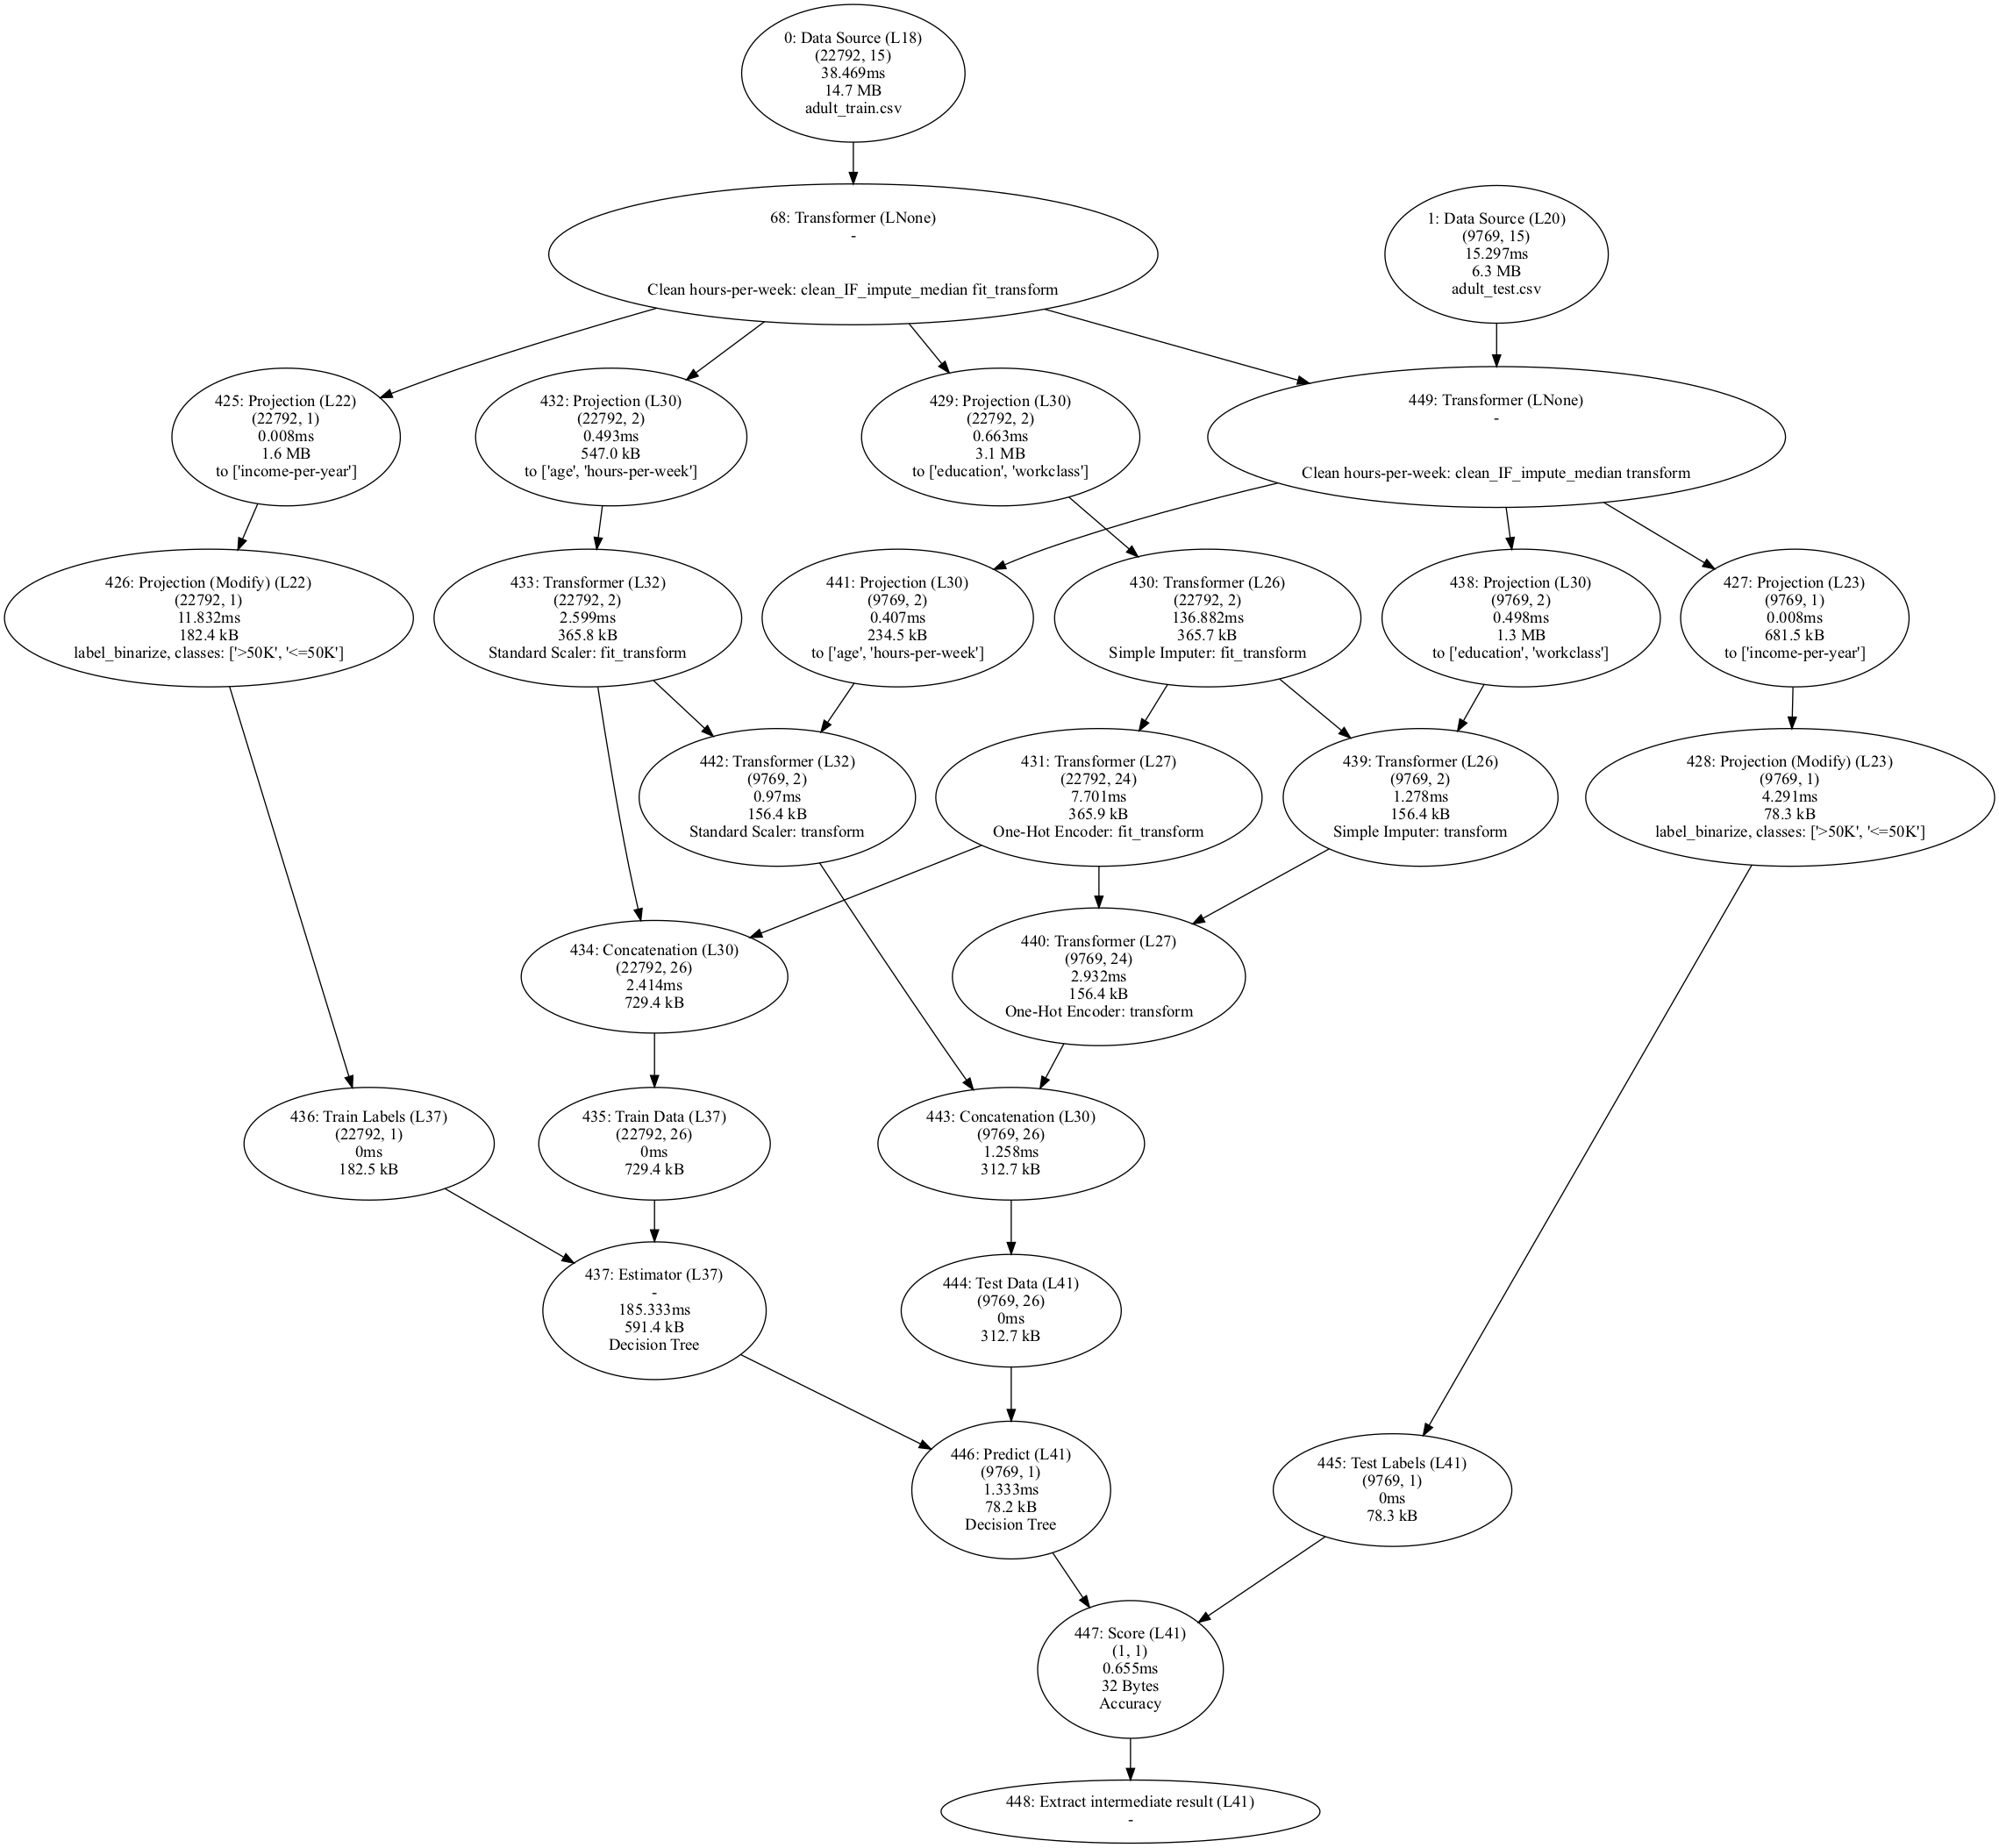 0: Data Source (L18)
(22792, 15)
38.469ms
14.7 MB
adult_train.csv
68: Transformer (LNone)
-
Clean hours-per-week: clean_IF_impute_median fit_transform
1: Data Source (L20)
(9769, 15)
15.297ms
6.3 MB
adult_test.csv
425: Projection (L22)
(22792, 1)
0.008ms
1.6 MB
to ['income-per-year']
432: Projection (L30)
(22792, 2)
0.493ms
547.0 kB
to ['age', 'hours-per-week']
429: Projection (L30)
(22792, 2)
0.663ms
3.1 MB
to ['education', 'workclass']
449: Transformer (LNone)
-
Clean hours-per-week: clean_IF_impute_median transform
426: Projection (Modify) (L22)
(22792, 1)
11.832ms
182.4 kB
label_binarize, classes: ['>50K', '<=50K']
433: Transformer (L32)
(22792, 2)
2.599ms
365.8 kB
Standard Scaler: fit_transform
441: Projection (L30)
(9769, 2)
0.407ms
234.5 kB
to ['age', 'hours-per-week']
430: Transformer (L26)
(22792, 2)
136.882ms
365.7 kB
Simple Imputer: fit_transform
438: Projection (L30)
(9769, 2)
0.498ms
1.3 MB
to ['education', 'workclass']
427: Projection (L23)
(9769, 1)
0.008ms
681.5 kB
to ['income-per-year']
442: Transformer (L32)
(9769, 2)
0.97ms
156.4 kB
Standard Scaler: transform
431: Transformer (L27)
(22792, 24)
7.701ms
365.9 kB
One-Hot Encoder: fit_transform
439: Transformer (L26)
(9769, 2)
1.278ms
156.4 kB
Simple Imputer: transform
428: Projection (Modify) (L23)
(9769, 1)
4.291ms
78.3 kB
label_binarize, classes: ['>50K', '<=50K']
434: Concatenation (L30)
(22792, 26)
2.414ms
729.4 kB
440: Transformer (L27)
(9769, 24)
2.932ms
156.4 kB
One-Hot Encoder: transform
436: Train Labels (L37)
(22792, 1)
0ms
182.5 kB
435: Train Data (L37)
(22792, 26)
0ms
729.4 kB
443: Concatenation (L30)
(9769, 26)
1.258ms
312.7 kB
437: Estimator (L37)
-
185.333ms
591.4 kB
Decision Tree
444: Test Data (L41)
(9769, 26)
0ms
312.7 kB
446: Predict (L41)
(9769, 1)
1.333ms
78.2 kB
Decision Tree
445: Test Labels (L41)
(9769, 1)
0ms
78.3 kB
447: Score (L41)
(1, 1)
0.655ms
32 Bytes
Accuracy
448: Extract intermediate result (L41)
-